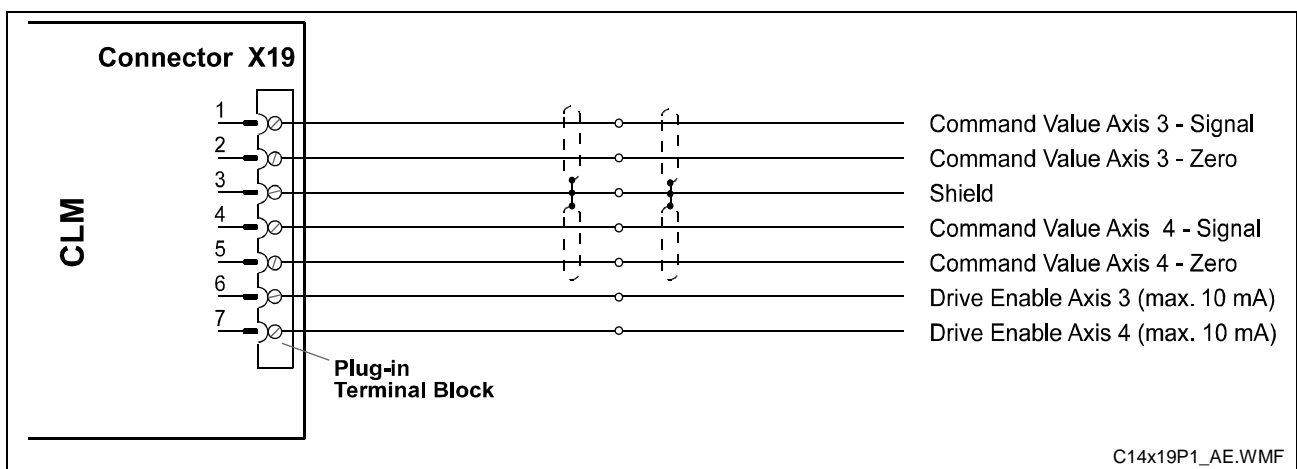 Connector X19
1
Command Value Axis 3 - Signal
2
Command Value Axis 3 - Zero
3
Shield
4
Command Value Axis 4 - Signal
5
Command Value Axis 4 - Zero
6
Drive Enable Axis 3 (max. 10 mA)
7
Drive Enable Axis 4 (max. 10 mA)
CLM
Plug-in
Terminal Block
C14x19P1_AE.WMF